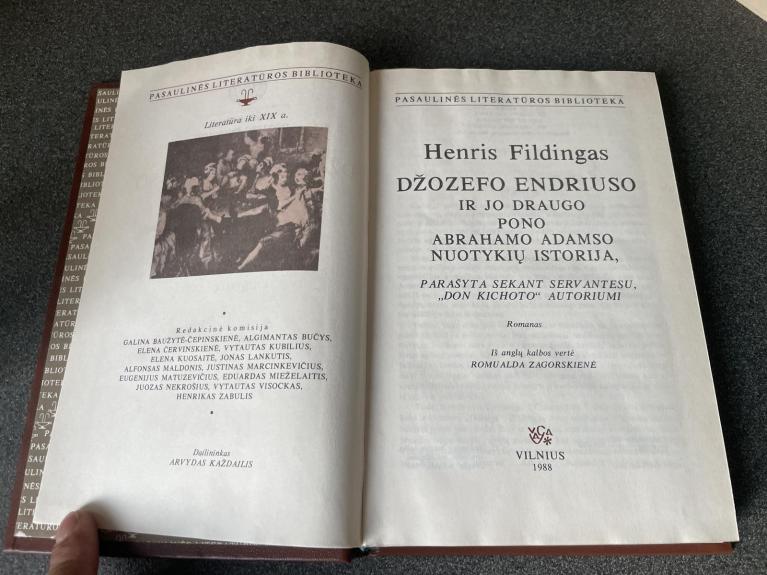 PASAULINĖS LITERATŪROS BIBLIOTEKA
Literatūra iki XIX a.
Redakcinė komisija
GALINA BAUŽYTĖ-ČEPINSKIENĖ, ALGIMANTAS BUČYS,
ELENA ČERVINSKIENĖ, VYTAUTAS KUBILIUS,
ELENA KUOSAITĖ, JONAS LANKUTIS,
ALFONSAS MALDONIS, JUSTINAS MARCINKEVIČIUS,
EUGENIJUS MATUZEVIČIUS, EDUARDAS MIEŽELAITIS,
JUOZAS NEKROŠIUS, VYTAUTAS VISOCKAS,
HENRIKAS ZABULIS
Dailininkas
ARVYDAS KAŽDAILIS
PASAULINĖS LITERATŪROS BIBLIOTEKA
Henris Fildingas
DŽOZEFO ENDRIUSO
IR JO DRAUGO
PONO
ABRAHAMO ADAMSO
NUOTYKIŲ ISTORIJA,
PARAŠYTA SEKANT SERVANTESU,
„DON KICHOTO“ AUTORIUMI
Romanas
Iš anglų kalbos vertė
ROMUALDA ZAGORSKIENĖ
VILNIUS
1988